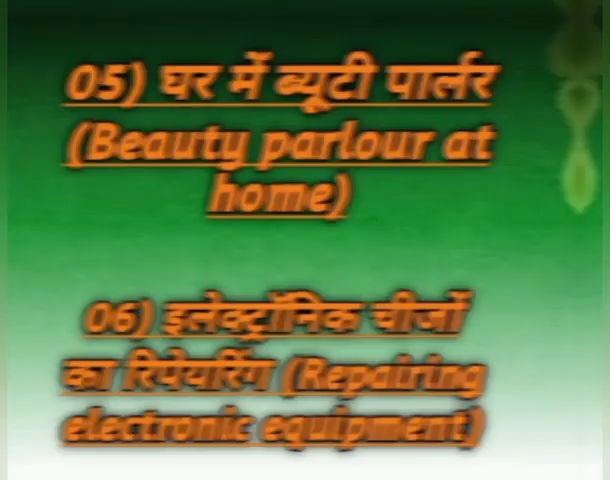 05) घर में ब्यूटी पार्लर
(Beauty parlour at
home)
06) इलेक्ट्रॉनिक चीजों
का रिपेयरिंग (Repairing
electronic equipment)